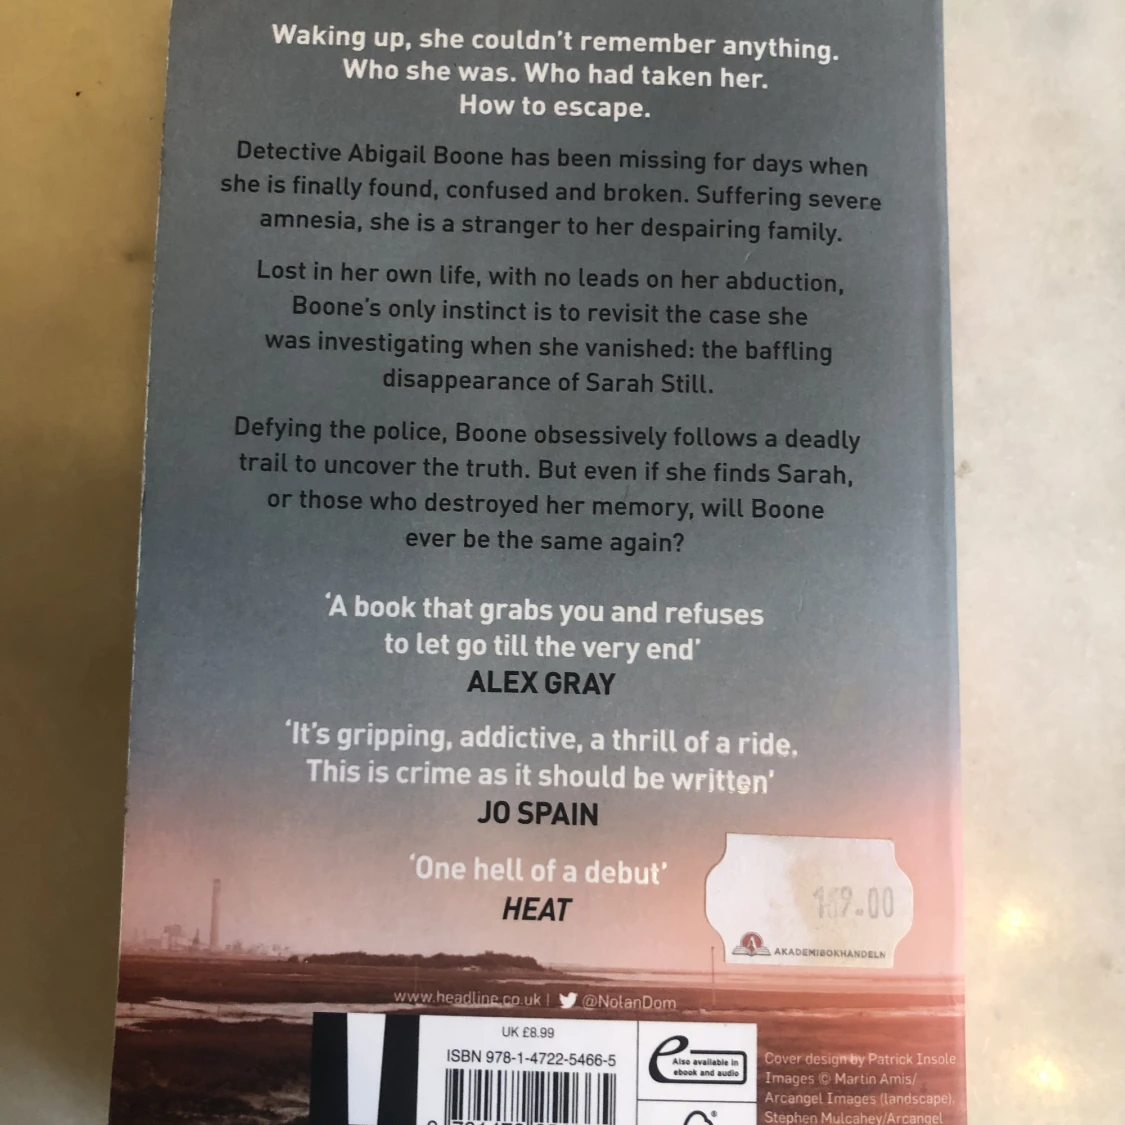 Waking up, she couldn't remember anything.
Who she was. Who had taken her.
How to escape.
Detective Abigail Boone has been missing for days when
she is finally found, confused and broken. Suffering severe
amnesia, she is a stranger to her despairing family.
Lost in her own life, with no leads on her abduction,
Boone's only instinct is to revisit the case she
was investigating when she vanished: the baffling
disappearance of Sarah Still.
Defying the police, Boone obsessively follows a deadly
trail to uncover the truth. But even if she finds Sarah,
or those who destroyed her memory, will Boone
ever be the same again?
'A book that grabs you and refuses
to let go till the very end'
ALEX GRAY
'It's gripping, addictive, a thrill of a ride.
This is crime as it should be written'
JO SPAIN
'One hell of a debut'
HEAT
AKADEMIBOKHANDELN
www.headline.co.uk | @NolanDom
UK £8.99
ISBN 978-1-4722-5466-5
Also available in
ebook and audio
Cover design by Patrick Insole.
Images © Martin Amis/
Arcangel Images (landscape),
Stephen Mulcahey/Arcangel